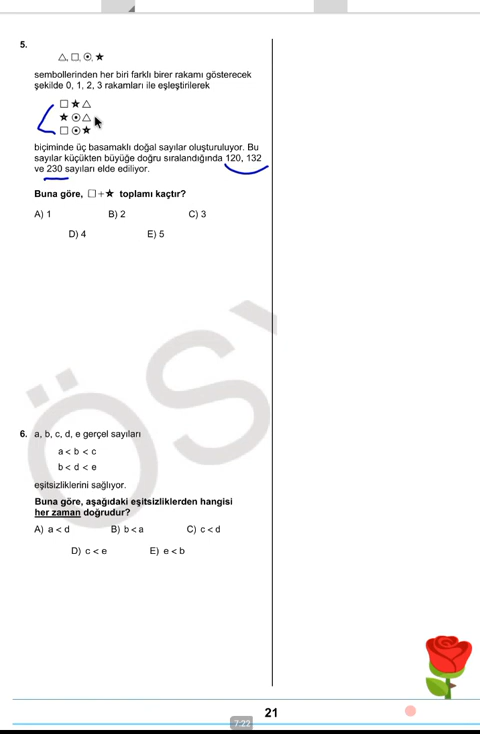 5.
△, □, ⊙, ★
sembollerinden her biri farklı birer rakamı gösterecek
şekilde 0, 1, 2, 3 rakamları ile eşleştirilerek
□★△
★⊙△
□⊙★
biçiminde üç basamaklı doğal sayılar oluşturuluyor. Bu
sayılar küçükten büyüğe doğru sıralandığında 120, 132
ve 230 sayıları elde ediliyor.
Buna göre, □+★ toplamı kaçtır?
A) 1 B) 2 C) 3
D) 4 E) 5
ÖSY
6. a, b, c, d, e gerçel sayıları
a < b < c
b < d < e
eşitsizliklerini sağlıyor.
Buna göre, aşağıdaki eşitsizliklerden hangisi
her zaman doğrudur?
A) a < d B) b < a C) c < d
D) c < e E) e < b
21
7:22